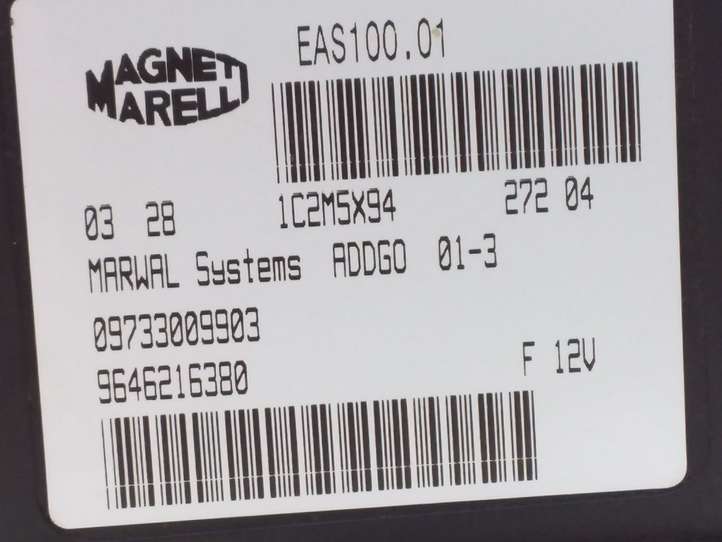 MAGNETI
MARELLI
EAS100.01
03 28 1C2M5X94 272 04
MARWAL Systems ADDGO 01-3
09733009903
9646216380
F 12V